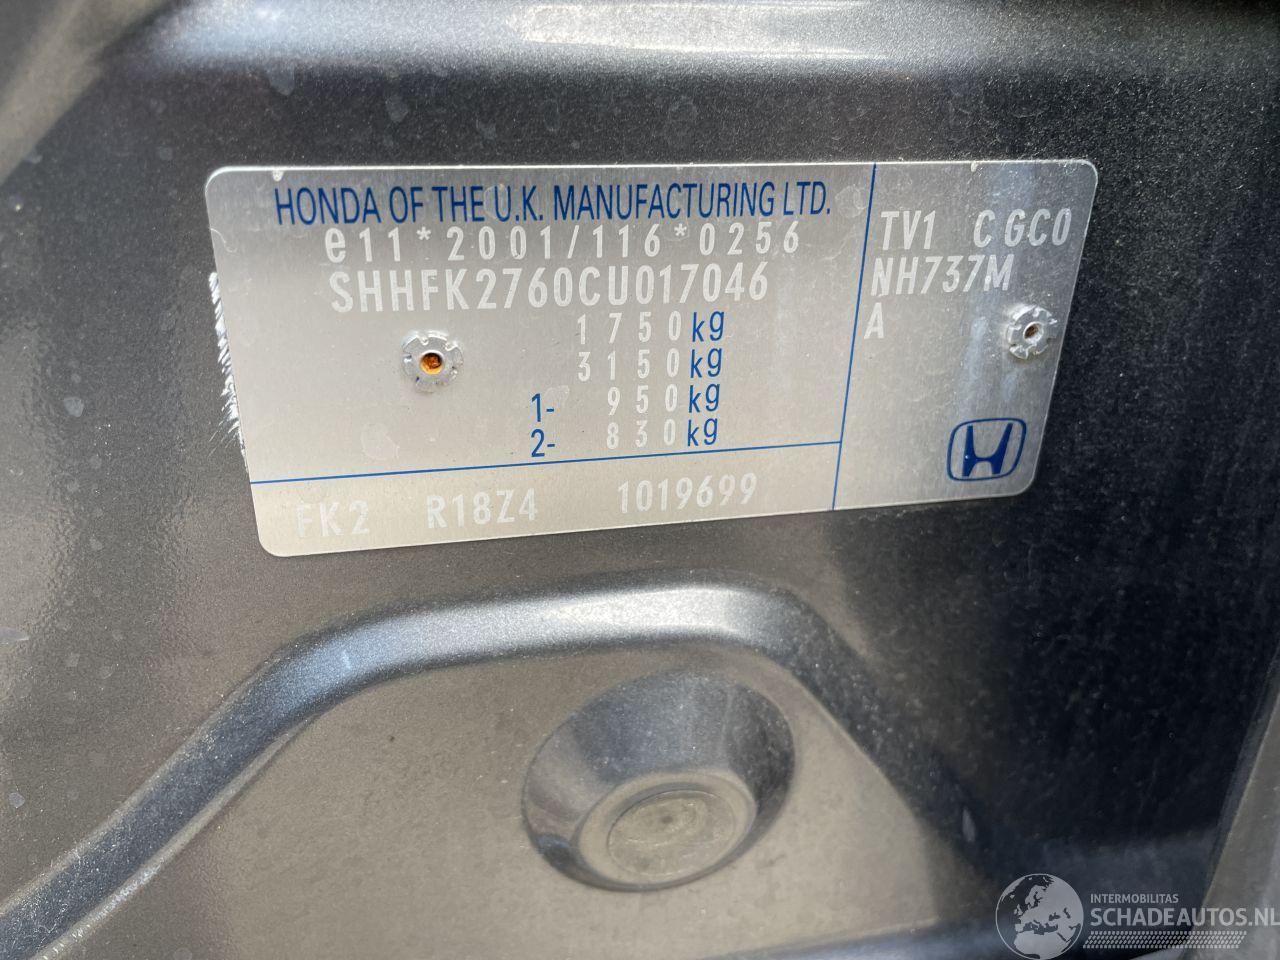 HONDA OF THE U.K. MANUFACTURING LTD.
e11*2001/116*0256
SHHFK2760CU017046
1750kg
3150kg
1- 950kg
2- 830kg
FK2 R18Z4 1019699
TV1 C GC0
NH737M
A
INTERMOBILITAS
SCHADEAUTOS.NL